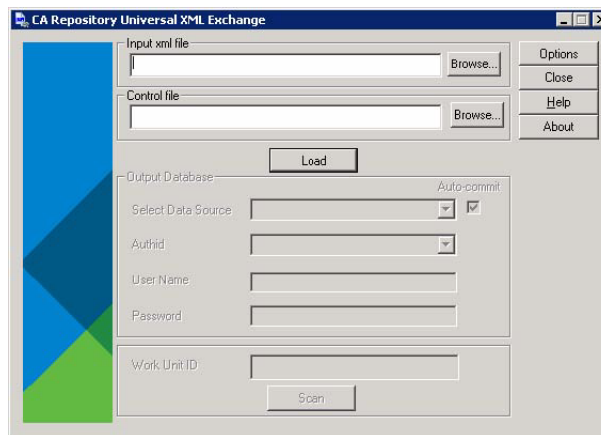 CA Repository Universal XML Exchange
Input xml file
Browse...
Control file
Browse...
Options
Close
Help
About
Load
Output Database
Auto-commit
Select Data Source
Authid
User Name
Password
Work Unit ID
Scan